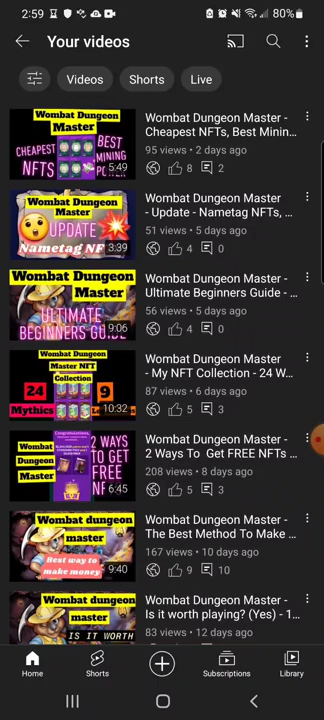 2:59
80%
Your videos
Videos
Shorts
Live
Wombat Dungeon
Master
CHEAPEST
NFTS
BEST
MINING
5:49
Wombat Dungeon Master -
Cheapest NFTs, Best Minin...
95 views • 2 days ago
8
2
Wombat Dungeon
Master
UPDATE
Nametag NF
3:39
Wombat Dungeon Master
- Update - Nametag NFTs, ...
51 views • 5 days ago
4
0
Wombat Dungeon
Master
ULTIMATE
BEGINNERS GUIDE
9:06
Wombat Dungeon Master -
Ultimate Beginners Guide - ...
56 views • 5 days ago
4
0
Wombat Dungeon
Master NFT
Collection
24
Mythics
9
10:32
Wombat Dungeon Master
- My NFT Collection - 24 W...
87 views • 6 days ago
5
3
Wombat
Dungeon
Master
Congratulations,
2 WAYS
TO GET
FREE
NF
6:45
Wombat Dungeon Master -
2 Ways To Get FREE NFTs ...
208 views • 8 days ago
5
3
Wombat dungeon
master
Best way to
make money
9:40
Wombat Dungeon Master -
The Best Method To Make ...
167 views • 10 days ago
9
10
Wombat dungeon
master
IS IT WORTH
Wombat Dungeon Master -
Is it worth playing? (Yes) - 1...
83 views • 12 days ago
Home
Shorts
Subscriptions
Library